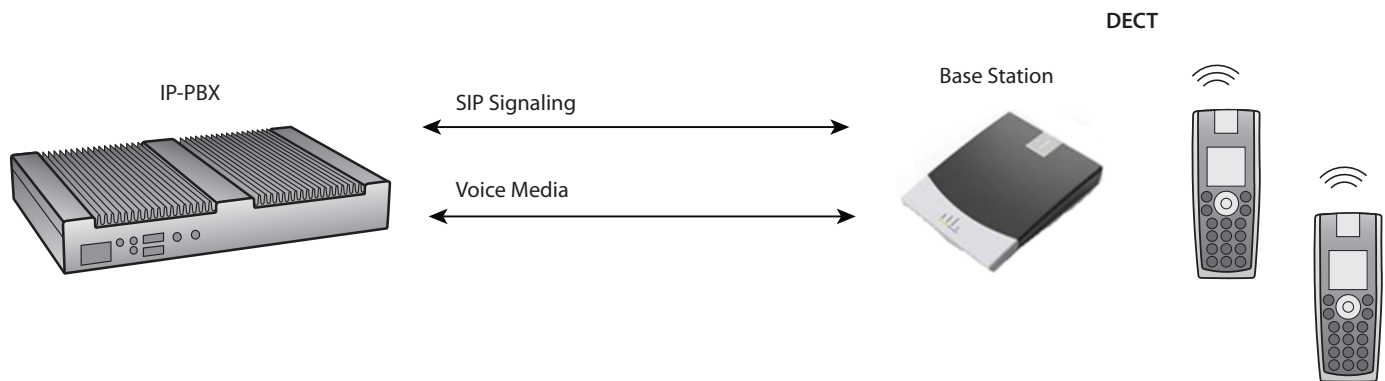 DECT
IP-PBX
Base Station
SIP Signaling
Voice Media